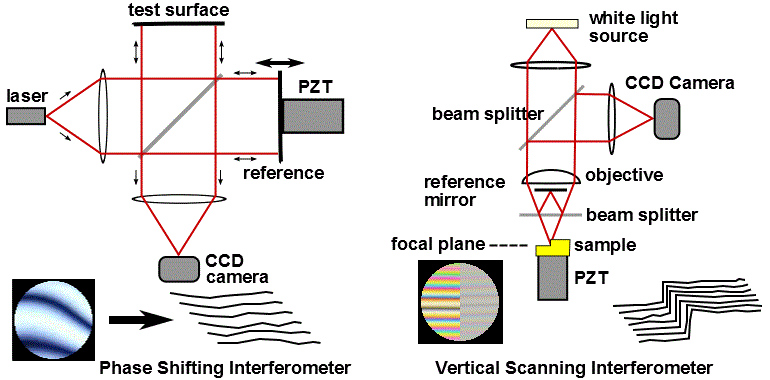 test surface
laser
PZT
reference
CCD
camera
Phase Shifting Interferometer
white light
source
CCD Camera
beam splitter
objective
reference
mirror
beam splitter
focal plane
sample
PZT
Vertical Scanning Interferometer